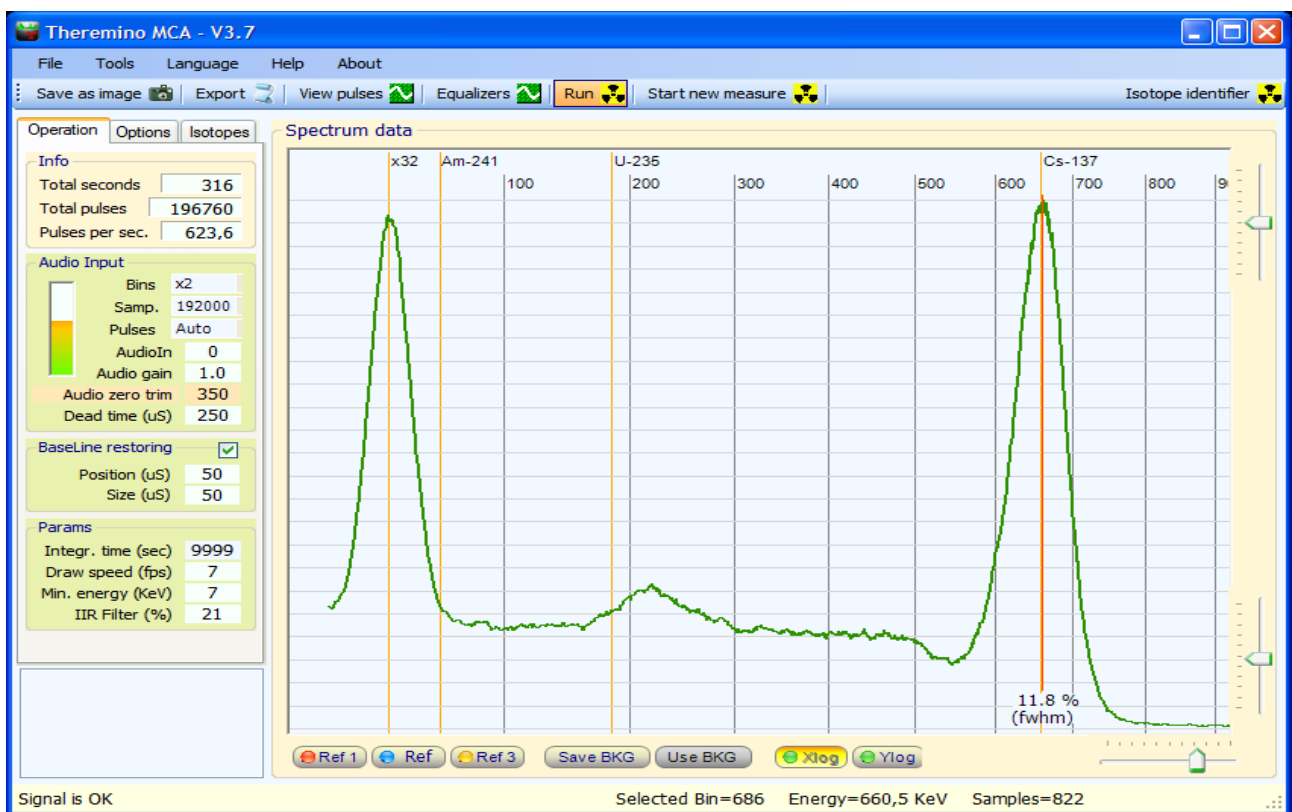 Theremino MCA - V3.7
File Tools Language Help About
Save as image Export View pulses Equalizers Run Start new measure Isotope identifier
Operation Options Isotopes
Info
Total seconds 316
Total pulses 196760
Pulses per sec. 623,6
Audio Input
Bins x2
Samp. 192000
Pulses Auto
AudioIn 0
Audio gain 1.0
Audio zero trim 350
Dead time (uS) 250
BaseLine restoring
Position (uS) 50
Size (uS) 50
Params
Integr. time (sec) 9999
Draw speed (fps) 7
Min. energy (KeV) 7
IIR Filter (%) 21
Spectrum data
x32 Am-241 U-235 Cs-137
100 200 300 400 500 600 700 800 9
11.8 %
(fwhm)
Ref 1 Ref Ref 3 Save BKG Use BKG Xlog Ylog
Signal is OK Selected Bin=686 Energy=660,5 KeV Samples=822